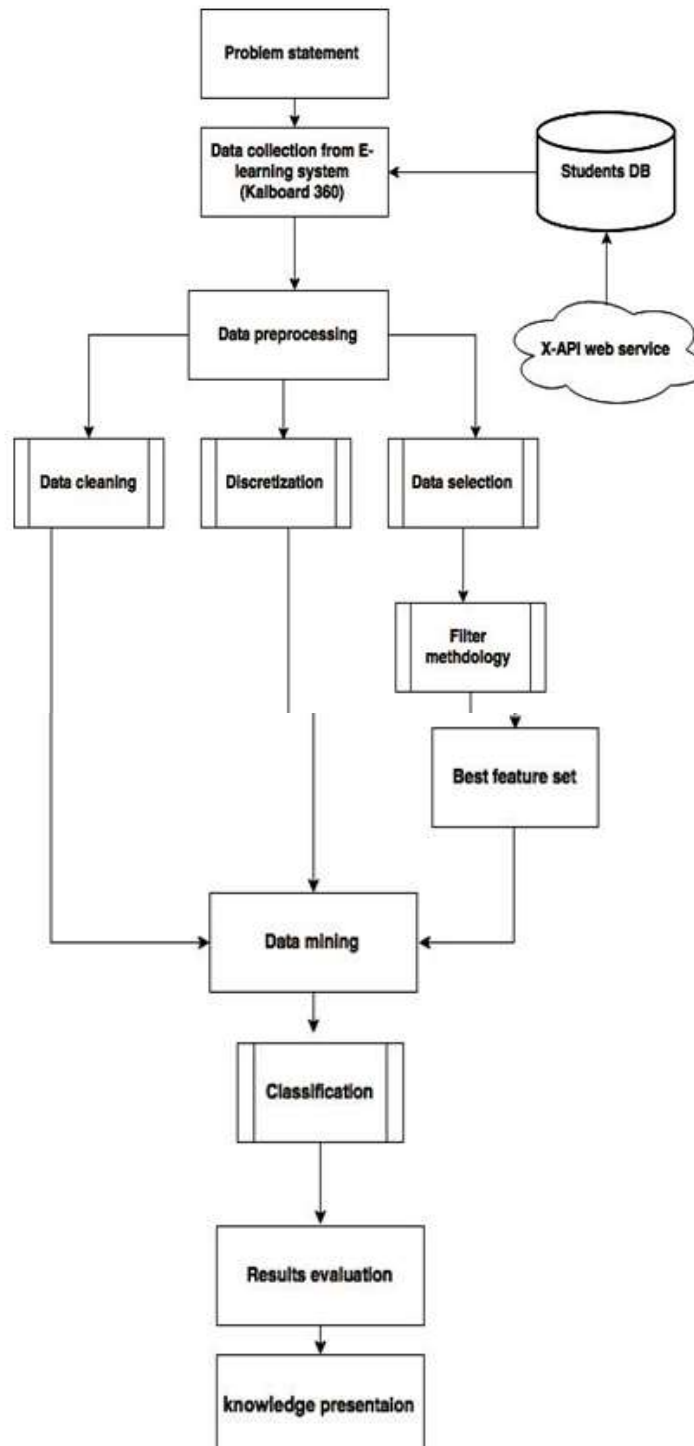 Problem statement
Data collection from E-
learning system
(Kalboard 360)
Students DB
X-API web service
Data preprocessing
Data cleaning
Discretization
Data selection
Filter
methdology
Best feature set
Data mining
Classification
Results evaluation
knowledge presentaion